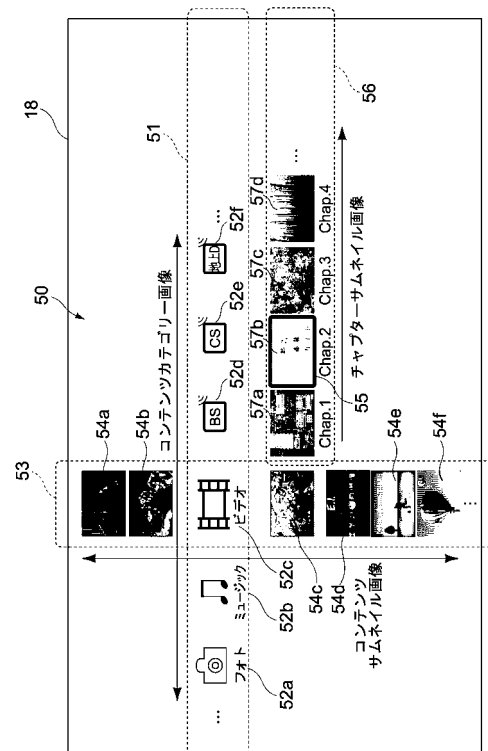 50
18
53
54a
54b
コンテンツカテゴリー画像
51
…
フォト
52a
ミュージック
52b
ビデオ
52c
BS
52d
CS
52e
地上D
52f
…
54c
54d
54e
54f
…
コンテンツ
サムネイル画像
57a
57b
57c
57d
…
Chap.1
Chap.2
Chap.3
Chap.4
55
56
チャプターサムネイル画像